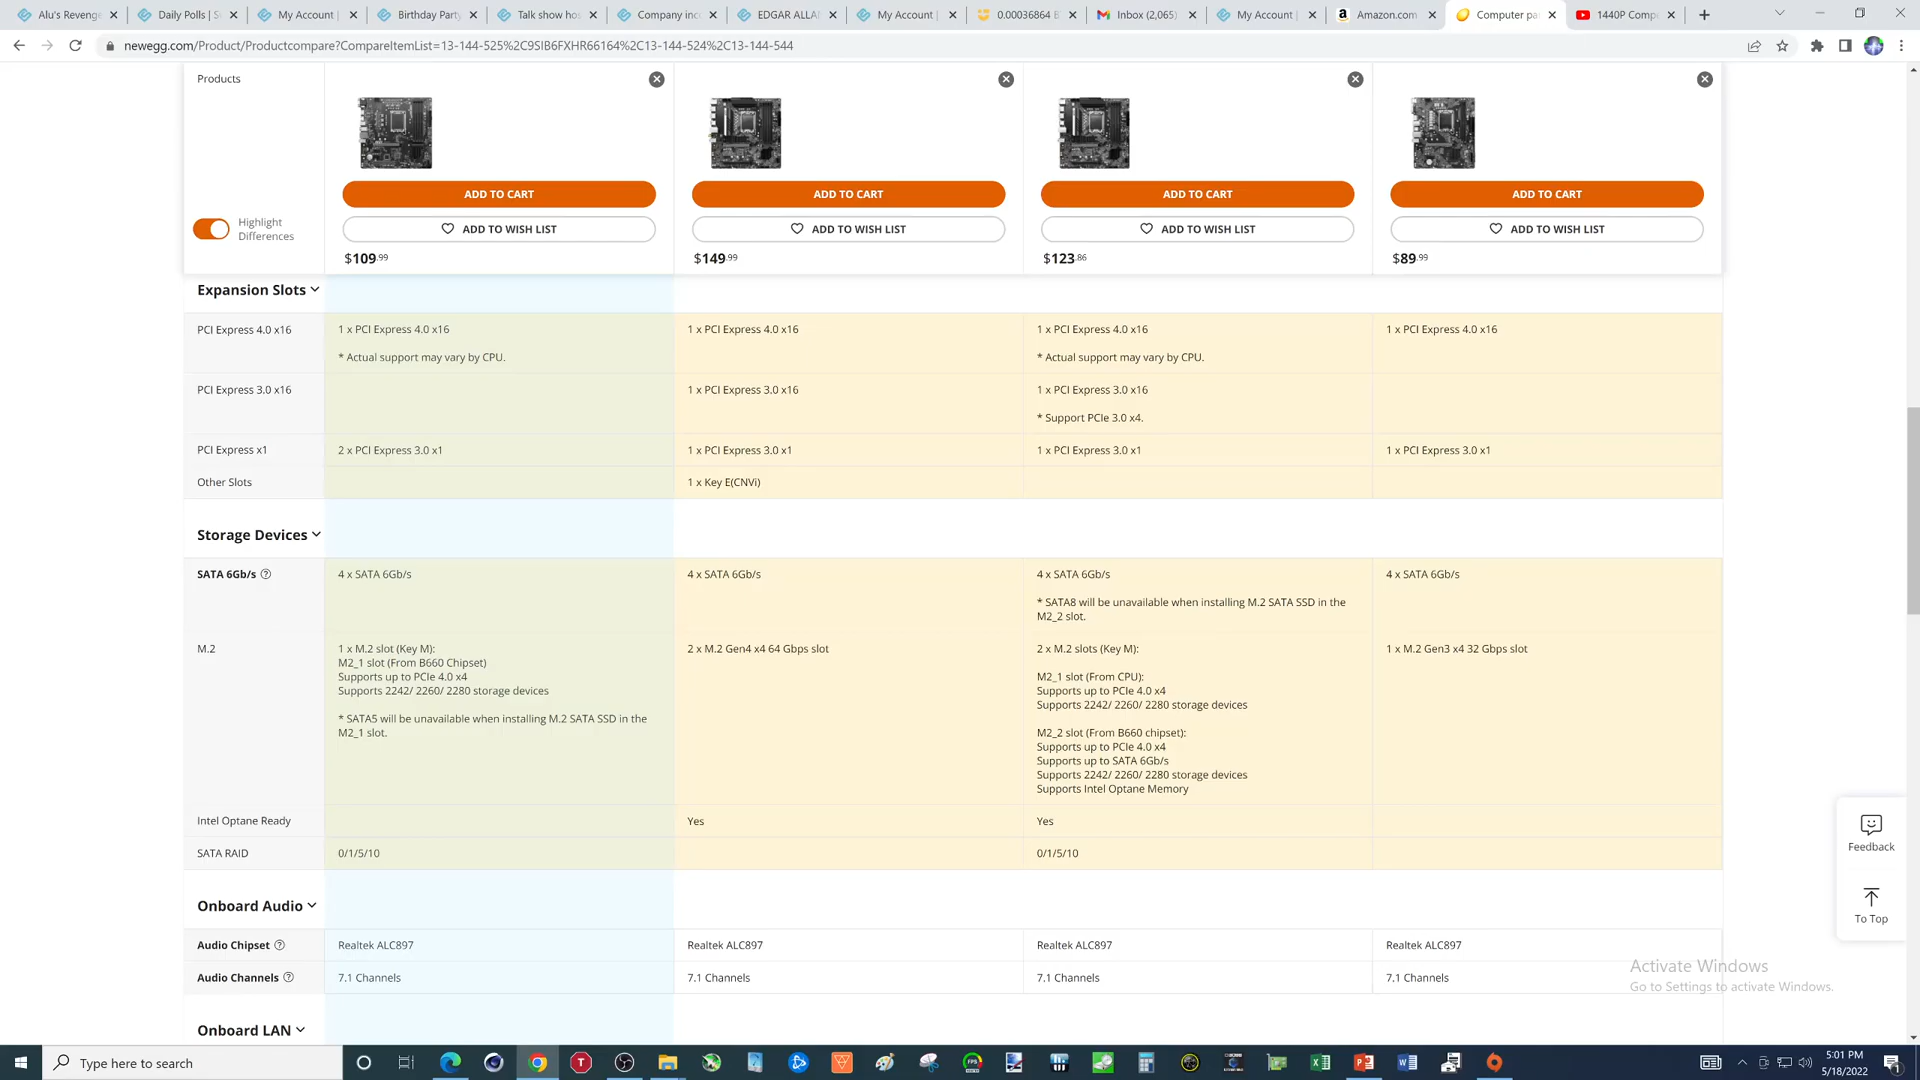 Alu's Revenge
Daily Polls | S
My Account |
Birthday Party
Talk show hos
Company inc
EDGAR ALLA
My Account |
0.00036864 B
Inbox (2,065)
My Account |
Amazon.com
Computer pa
1440P Comp
newegg.com/Product/Productcompare?CompareItemList=13-144-525%2C9SIB6FXHR66164%2C13-144-524%2C13-144-544
Products
ADD TO CART ADD TO CART ADD TO CART ADD TO CART
Highlight
Differences
ADD TO WISH LIST ADD TO WISH LIST ADD TO WISH LIST ADD TO WISH LIST
$109.99 $149.99 $123.86 $89.99
Expansion Slots
PCI Express 4.0 x16 1 x PCI Express 4.0 x16 1 x PCI Express 4.0 x16 1 x PCI Express 4.0 x16 1 x PCI Express 4.0 x16
* Actual support may vary by CPU. * Actual support may vary by CPU.
PCI Express 3.0 x16 1 x PCI Express 3.0 x16 1 x PCI Express 3.0 x16
* Support PCIe 3.0 x4.
PCI Express x1 2 x PCI Express 3.0 x1 1 x PCI Express 3.0 x1 1 x PCI Express 3.0 x1 1 x PCI Express 3.0 x1
Other Slots 1 x Key E(CNVi)
Storage Devices
SATA 6Gb/s 4 x SATA 6Gb/s 4 x SATA 6Gb/s 4 x SATA 6Gb/s 4 x SATA 6Gb/s
* SATA8 will be unavailable when installing M.2 SATA SSD in the
M2_2 slot.
M.2 1 x M.2 slot (Key M): 2 x M.2 Gen4 x4 64 Gbps slot 2 x M.2 slots (Key M): 1 x M.2 Gen3 x4 32 Gbps slot
M2_1 slot (From B660 Chipset)
Supports up to PCIe 4.0 x4 M2_1 slot (From CPU):
Supports 2242/ 2260/ 2280 storage devices Supports up to PCIe 4.0 x4
Supports 2242/ 2260/ 2280 storage devices
* SATA5 will be unavailable when installing M.2 SATA SSD in the
M2_1 slot. M2_2 slot (From B660 chipset):
Supports up to PCIe 4.0 x4
Supports up to SATA 6Gb/s
Supports 2242/ 2260/ 2280 storage devices
Supports Intel Optane Memory
Intel Optane Ready Yes Yes
SATA RAID 0/1/5/10 0/1/5/10
Feedback
To Top
Onboard Audio
Audio Chipset Realtek ALC897 Realtek ALC897 Realtek ALC897 Realtek ALC897
Audio Channels 7.1 Channels 7.1 Channels 7.1 Channels 7.1 Channels
Activate Windows
Go to Settings to activate Windows.
Onboard LAN
Type here to search
5:01 PM
5/18/2022